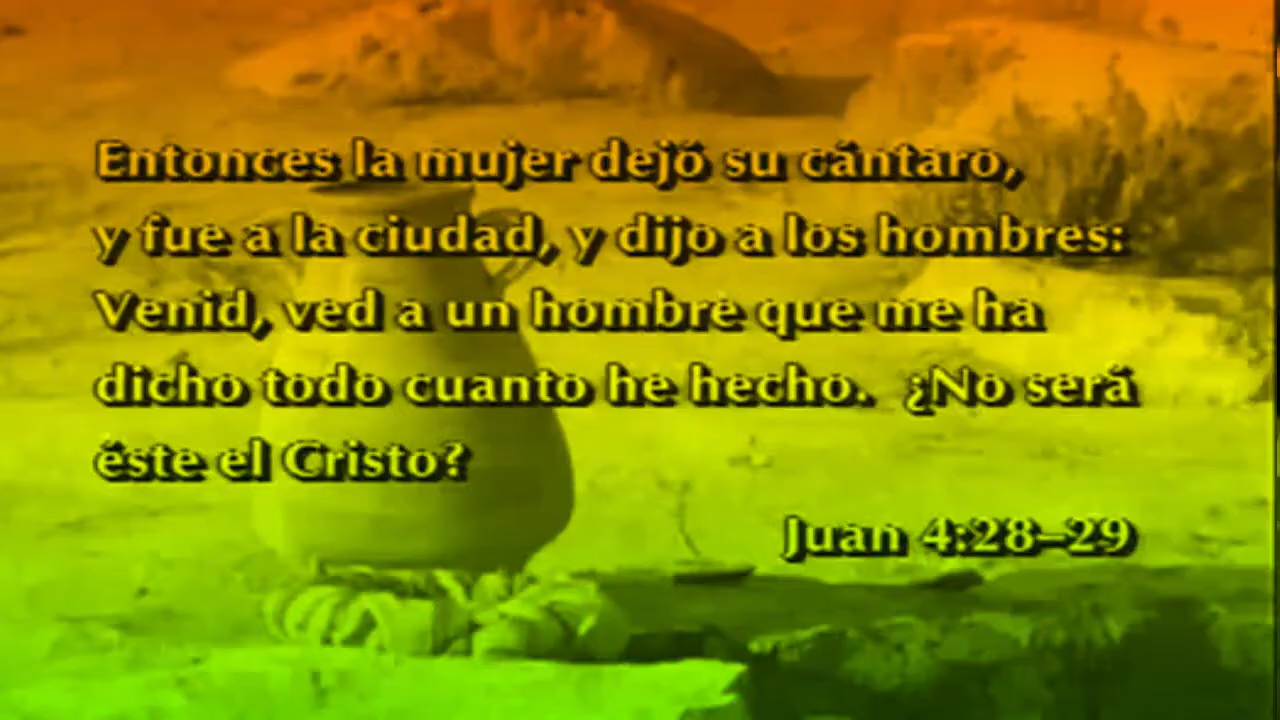 Entonces la mujer dejó su cántaro,
y fue a la ciudad, y dijo a los hombres:
Venid, ved a un hombre que me ha
dicho todo cuanto he hecho. ¿No será
éste el Cristo?
Juan 4:28–29